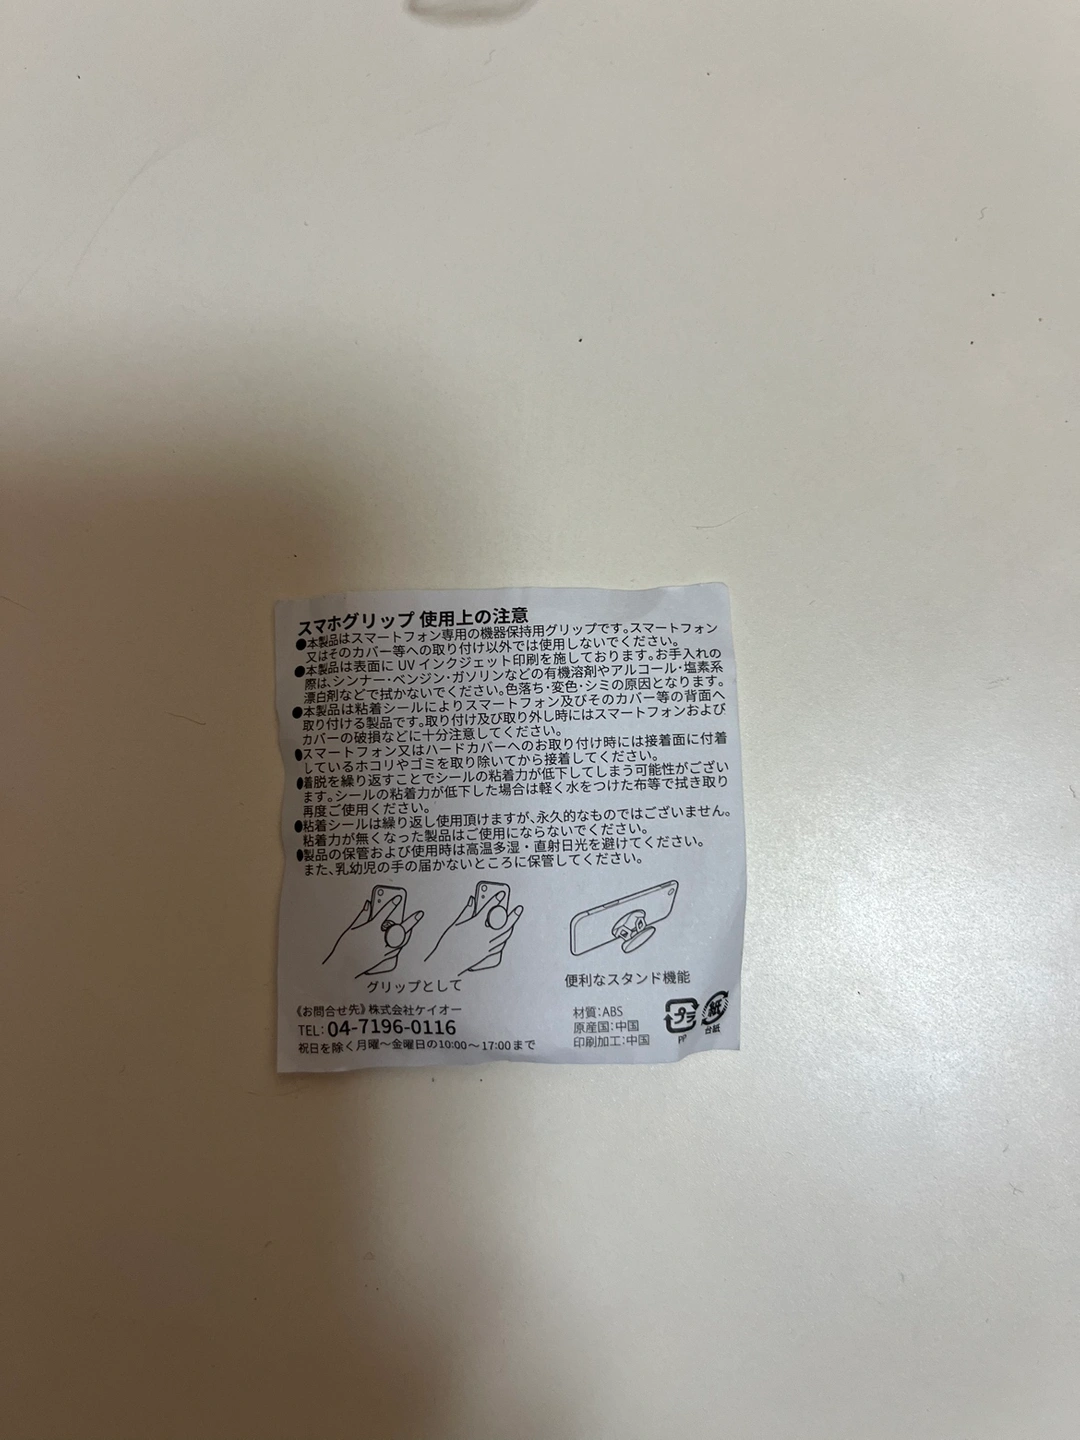 スマホグリップ 使用上の注意
●本製品はスマートフォン専用の機器保持用グリップです。スマートフォン
又はそのカバー等への取り付け以外では使用しないでください。
●本製品は表面に UV インクジェット印刷を施しております。お手入れの
際は、シンナー・ベンジン・ガソリンなどの有機溶剤やアルコール・塩素系
漂白剤などで拭かないでください。色落ち・変色・シミの原因となります。
●本製品は粘着シールによりスマートフォン及びそのカバー等の背面へ
取り付ける製品です。取り付け及び取り外し時にはスマートフォンおよび
カバーの破損などに十分注意してください。
●スマートフォン又はハードカバーへのお取り付け時には接着面に付着
しているホコリやゴミを取り除いてから接着してください。
●着脱を繰り返すことでシールの粘着力が低下してしまう可能性がござい
ます。シールの粘着力が低下した場合は軽く水をつけた布等で拭き取り
再度ご使用ください。
●粘着シールは繰り返し使用頂けますが、永久的なものではございません。
粘着力が無くなった製品はご使用にならないでください。
●製品の保管および使用時は高温多湿・直射日光を避けてください。
また、乳幼児の手の届かないところに保管してください。
グリップとして
便利なスタンド機能
《お問合せ先》 株式会社ケイオー
TEL: 04-7196-0116
祝日を除く月曜～金曜日の10:00～17:00まで
材質:ABS
原産国:中国
印刷加工:中国
プラ
PP
紙
台紙